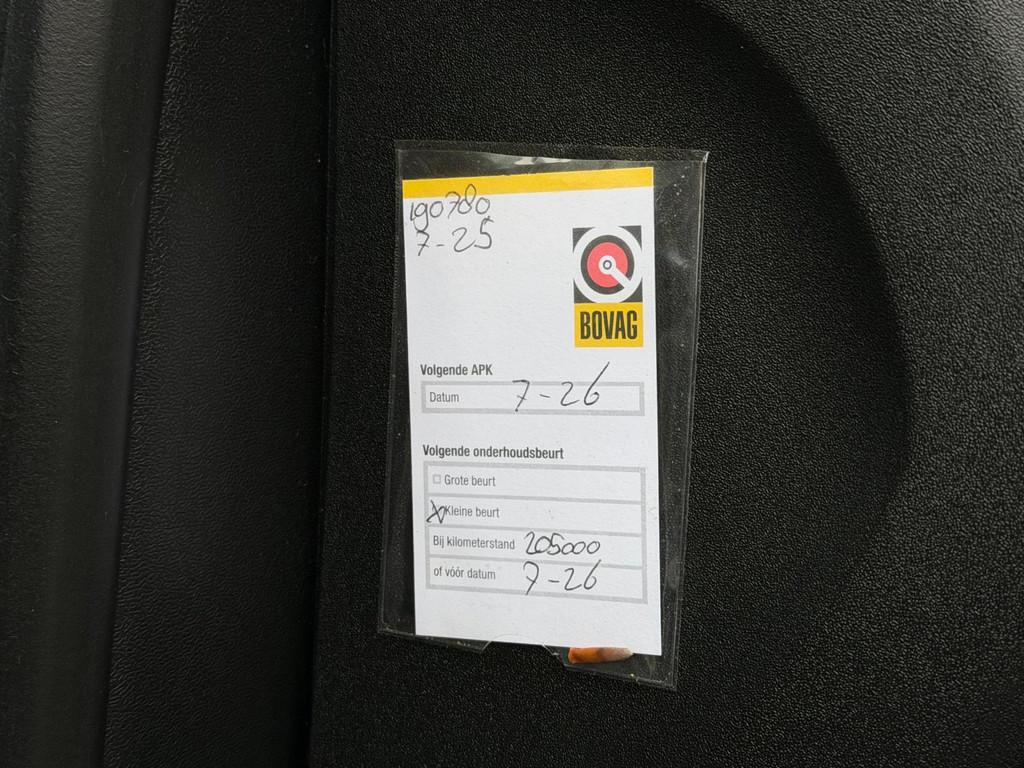 190780
7-25
BOVAG
Volgende APK
Datum 7-26
Volgende onderhoudsbeurt
Grote beurt
Kleine beurt
Bij kilometerstand 205000
of vóór datum 7-26